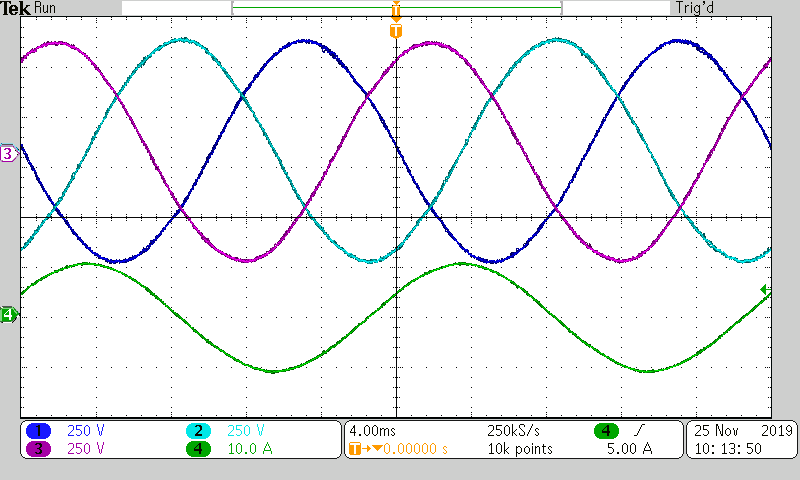 Tek Run Trig'd
T
T
3
4
1 250 V 2 250 V 4.00ms 250kS/s 4 25 Nov 2019
3 250 V 4 10.0 A T→▼0.00000 s 10k points 5.00 A 10:13:50